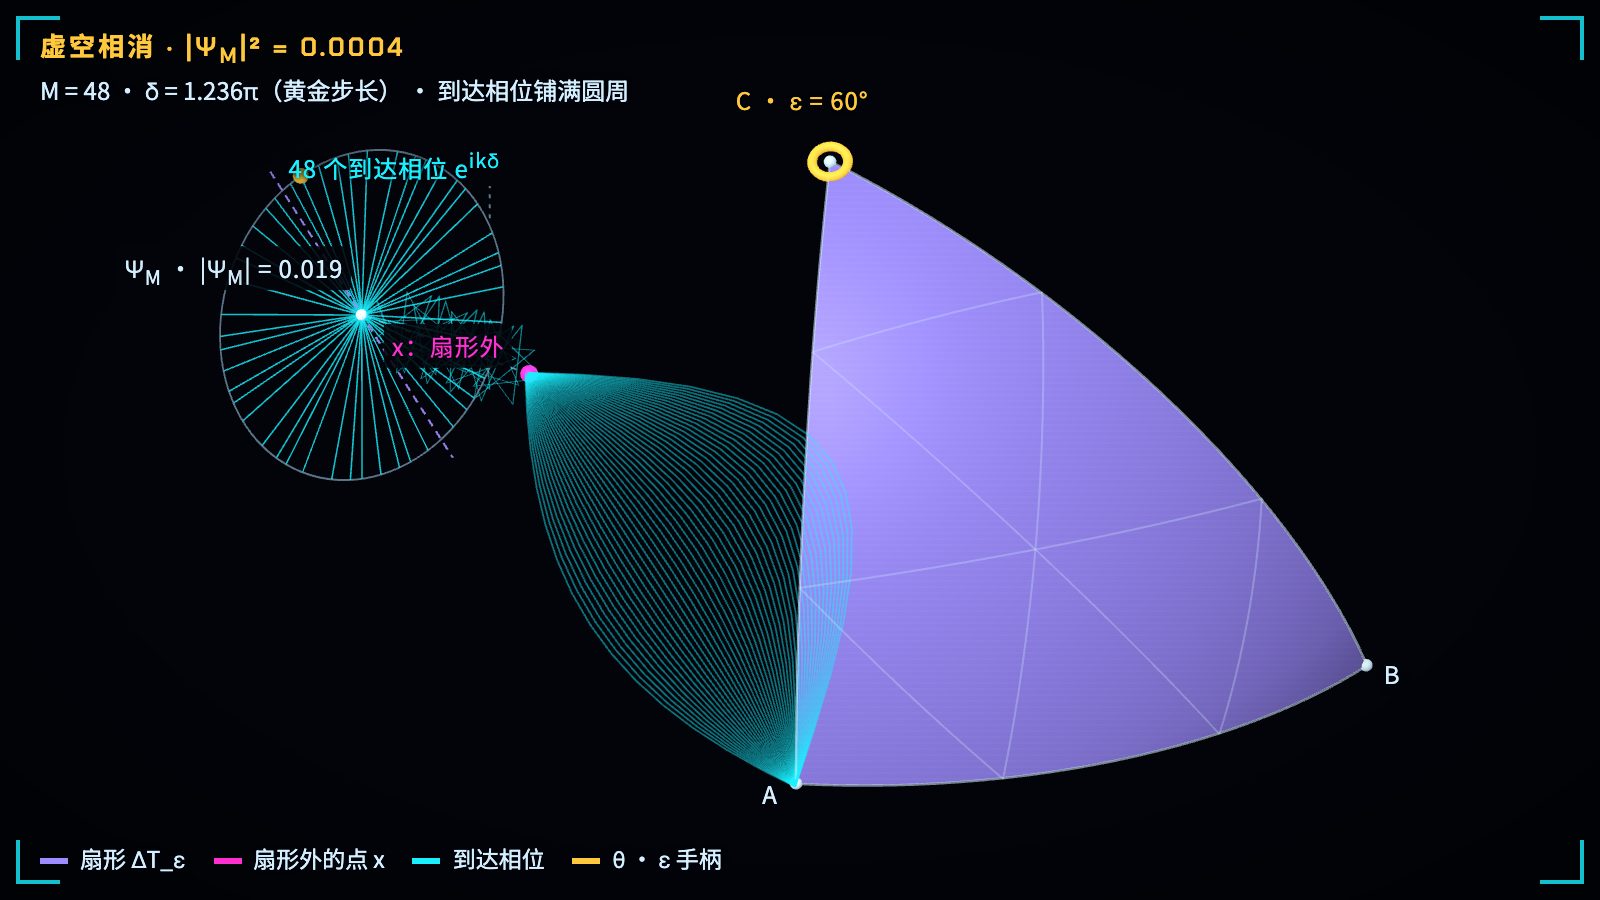 虚空相消 · |Ψ_M|² = 0.0004
M = 48 · δ = 1.236π（黄金步长） · 到达相位铺满圆周
C · ε = 60°
48 个到达相位 e^{ikδ}
Ψ_M · |Ψ_M| = 0.019
x：扇形外
B
A
扇形 ΔT_ε
扇形外的点 x
到达相位
θ · ε 手柄